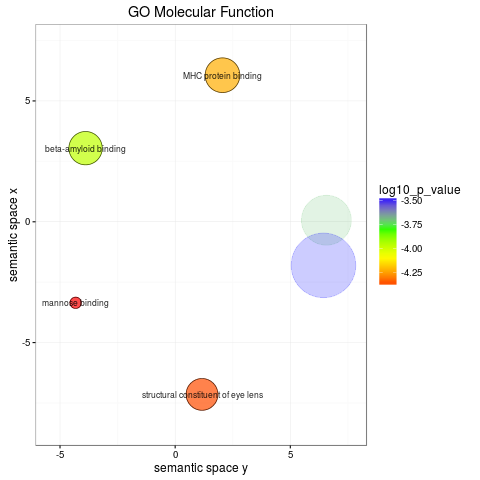 GO Molecular Function
MHC protein binding
5
beta-amyloid binding
log10_p_value
-3.50
-3.75
-4.00
-4.25
semantic space x
0
mannose binding
-5
structural constituent of eye lens
-5
0
5
semantic space y